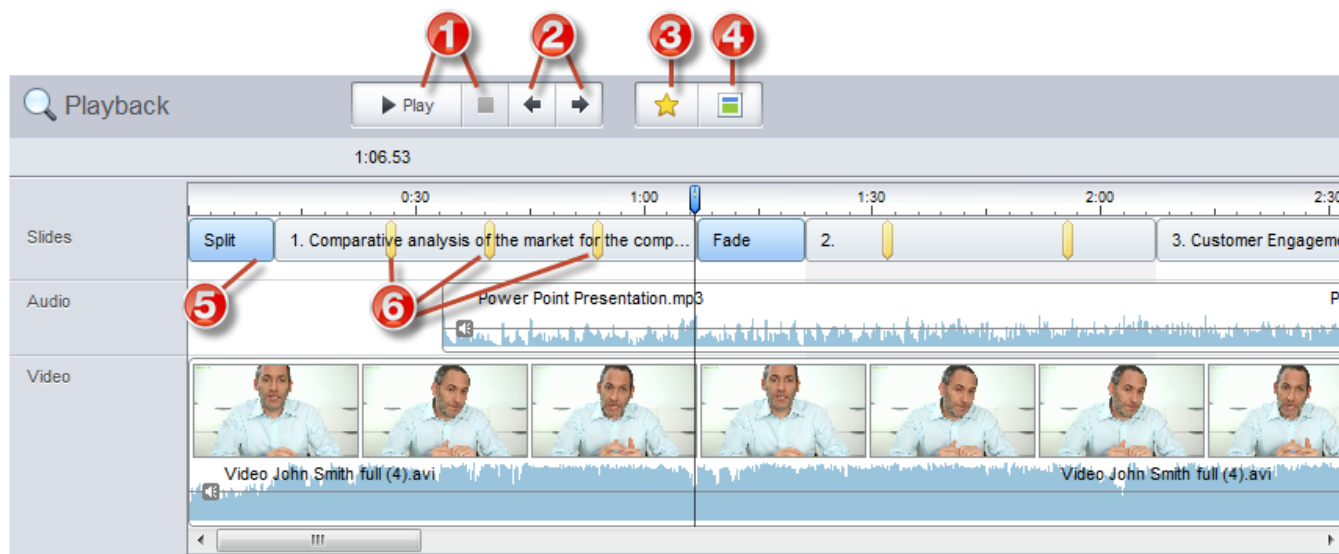 1 2 3 4
Playback
Play
1:06.53
0:30 1:00 1:30 2:00 2:30
Slides
Split
1. Comparative analysis of the market for the comp...
Fade
2.
3. Customer Engagem
5 6
Audio
Power Point Presentation.mp3
P
Video
Video John Smith full (4).avi
Video John Smith full (4).avi